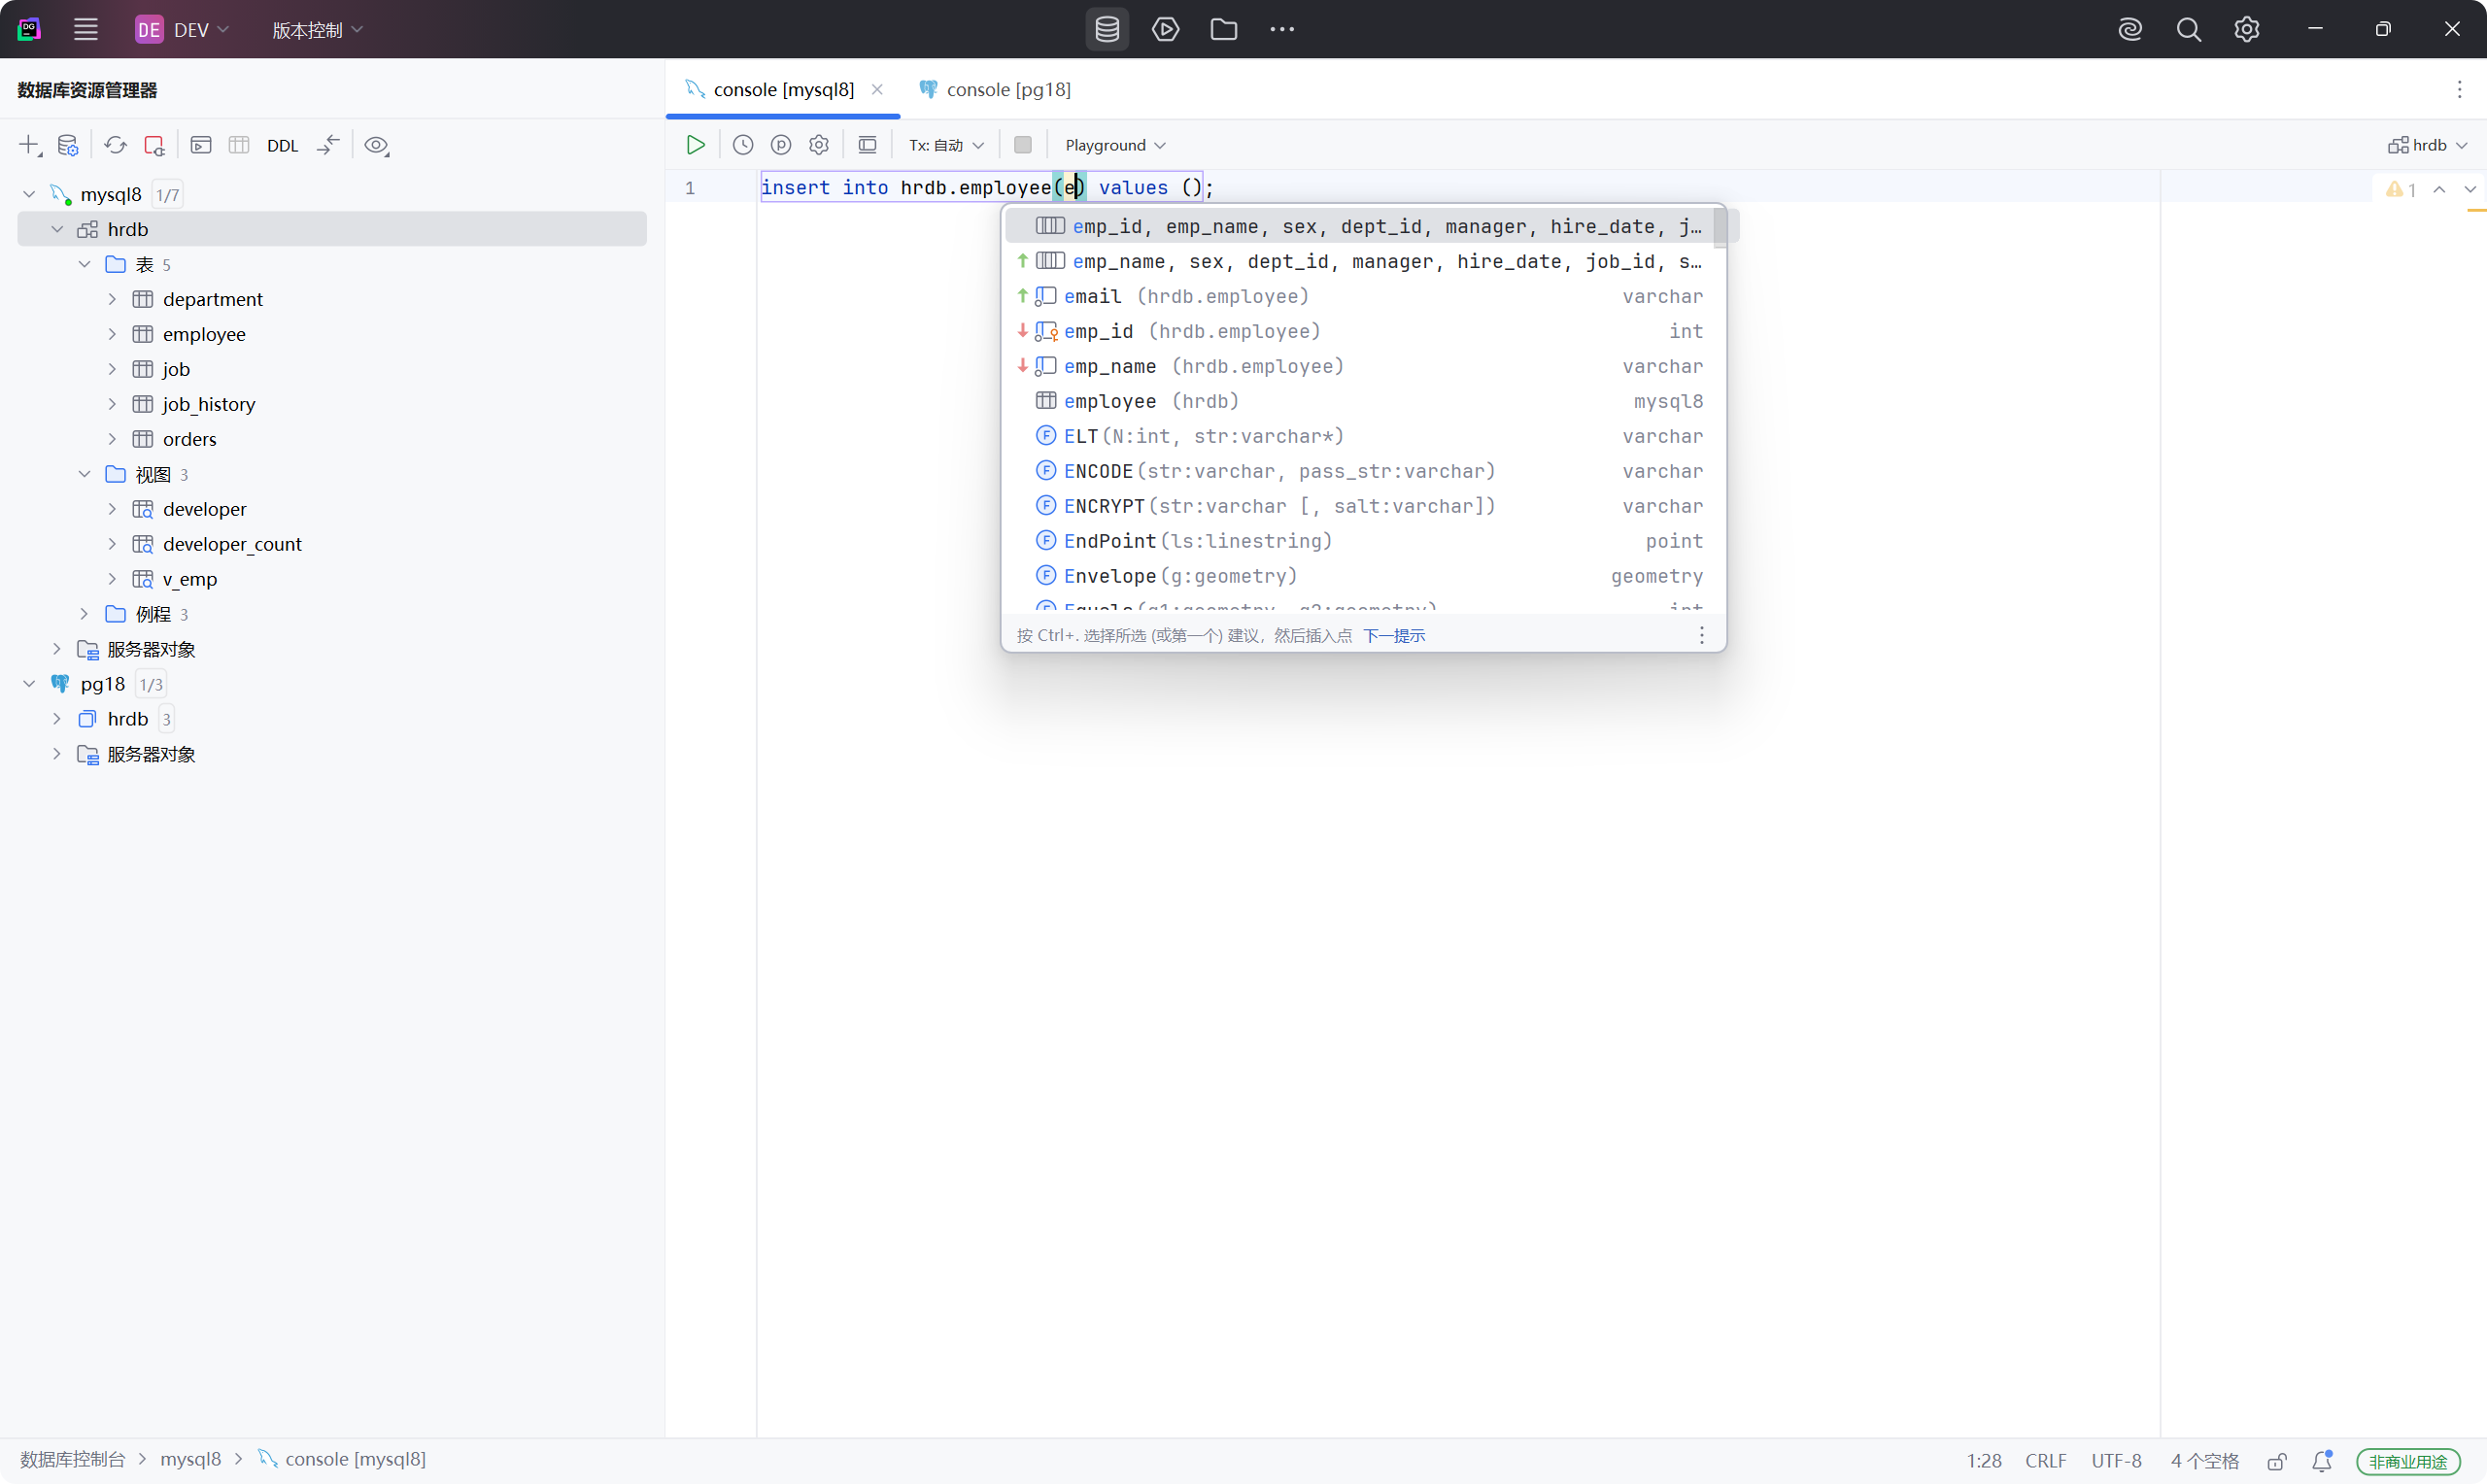 DG
DE DEV 版本控制
数据库资源管理器
console [mysql8] console [pg18]
DDL
Tx: 自动 Playground hrdb
mysql8 1/7
hrdb
表 5
department
employee
job
job_history
orders
视图 3
developer
developer_count
v_emp
例程 3
服务器对象
pg18 1/3
hrdb 3
服务器对象
1 insert into hrdb.employee(e) values ();
1
emp_id, emp_name, sex, dept_id, manager, hire_date, j…
emp_name, sex, dept_id, manager, hire_date, job_id, s…
email (hrdb.employee) varchar
emp_id (hrdb.employee) int
emp_name (hrdb.employee) varchar
employee (hrdb) mysql8
ELT(N:int, str:varchar*) varchar
ENCODE(str:varchar, pass_str:varchar) varchar
ENCRYPT(str:varchar [, salt:varchar]) varchar
EndPoint(ls:linestring) point
Envelope(g:geometry) geometry
Equals(g1:geometry, g2:geometry) int
按 Ctrl+. 选择所选 (或第一个) 建议，然后插入点 下一提示
数据库控制台 mysql8 console [mysql8]
1:28 CRLF UTF-8 4 个空格 非商业用途